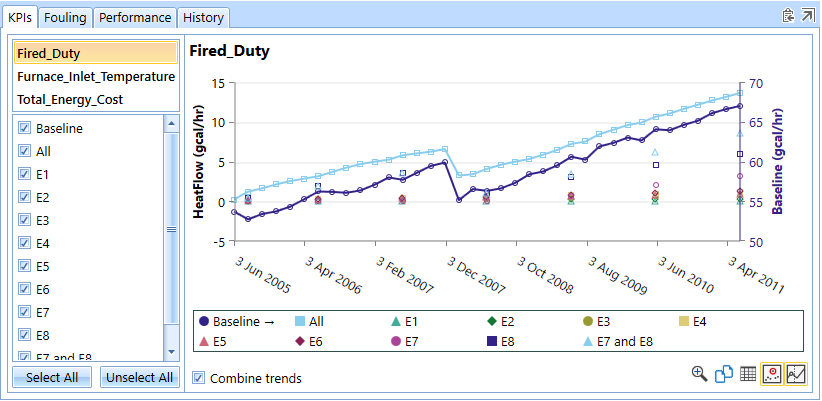 KPIs Fouling Performance History
Fired_Duty
Furnace_Inlet_Temperature
Total_Energy_Cost
Baseline
All
E1
E2
E3
E4
E5
E6
E7
E8
E7 and E8
Select All Unselect All
Fired_Duty
HeatFlow (gcal/hr)
15
10
5
0
-5
70
65
60
55
50
Baseline (gcal/hr)
3 Jun 2005 3 Apr 2006 3 Feb 2007 3 Dec 2007 3 Oct 2008 3 Aug 2009 3 Jun 2010 3 Apr 2011
Baseline → All E1 E2 E3 E4
E5 E6 E7 E8 E7 and E8
Combine trends